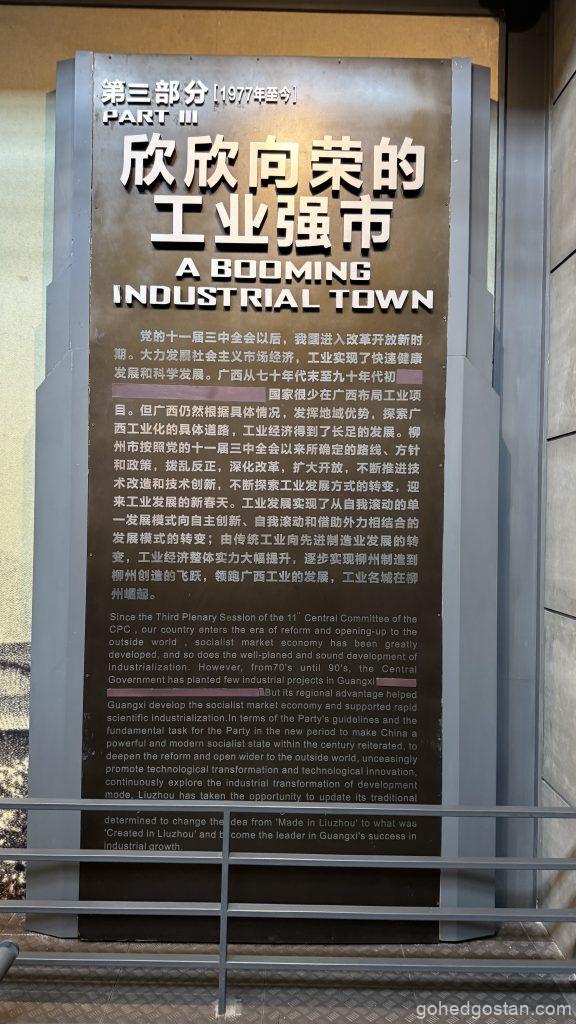 第三部分[1977年至今]
PART III
欣欣向荣的
工业强市
A BOOMING
INDUSTRIAL TOWN
党的十一届三中全会以后，我国进入改革开放新时
期。大力发展社会主义市场经济，工业实现了快速健康
发展和科学发展。广西从七十年代末至九十年代初
国家很少在广西布局工业项
目。但广西仍然根据具体情况，发挥地域优势，探索广
西工业化的具体道路，工业经济得到了长足的发展。柳
州市按照党的十一届三中全会以来所确定的路线、方针
和政策，拨乱反正，深化改革，扩大开放，不断推进技
术改造和技术创新，不断探索工业发展方式的转变，迎
来工业发展的新春天。工业发展实现了从自我滚动的单
一发展模式向自主创新、自我滚动和借助外力相结合的
发展模式的转变；由传统工业向先进制造业发展的转
变，工业经济整体实力大幅提升，逐步实现柳州制造到
柳州创造的飞跃，领跑广西工业的发展，工业名城在柳
州崛起。
Since the Third Plenary Session of the 11th Central Committee of the
CPC , our country enters the era of reform and opening-up to the
outside world , socialist market economy has been greatly
developed, and so does the well-planed and sound development of
industrialization. However, from70's until 90's, the Central
Government has planted few industrial projects in Guangxi
But its regional advantage helped
Guangxi develop the socialist market economy and supported rapid
scientific industrialization.In terms of the Party's guidelines and the
fundamental task for the Party in the new period to make China a
powerful and modern socialist state within the century reiterated, to
deepen the reform and open wider to the outside world, unceasingly
promote technological transformation and technological innovation,
continuously explore the industrial transformation of development
mode, Liuzhou has taken the opportunity to update its traditional
determined to change the idea from 'Made in Liuzhou' to what was
'Created in Liuzhou' and become the leader in Guangxi's success in
industrial growth.
gohedgostan.com